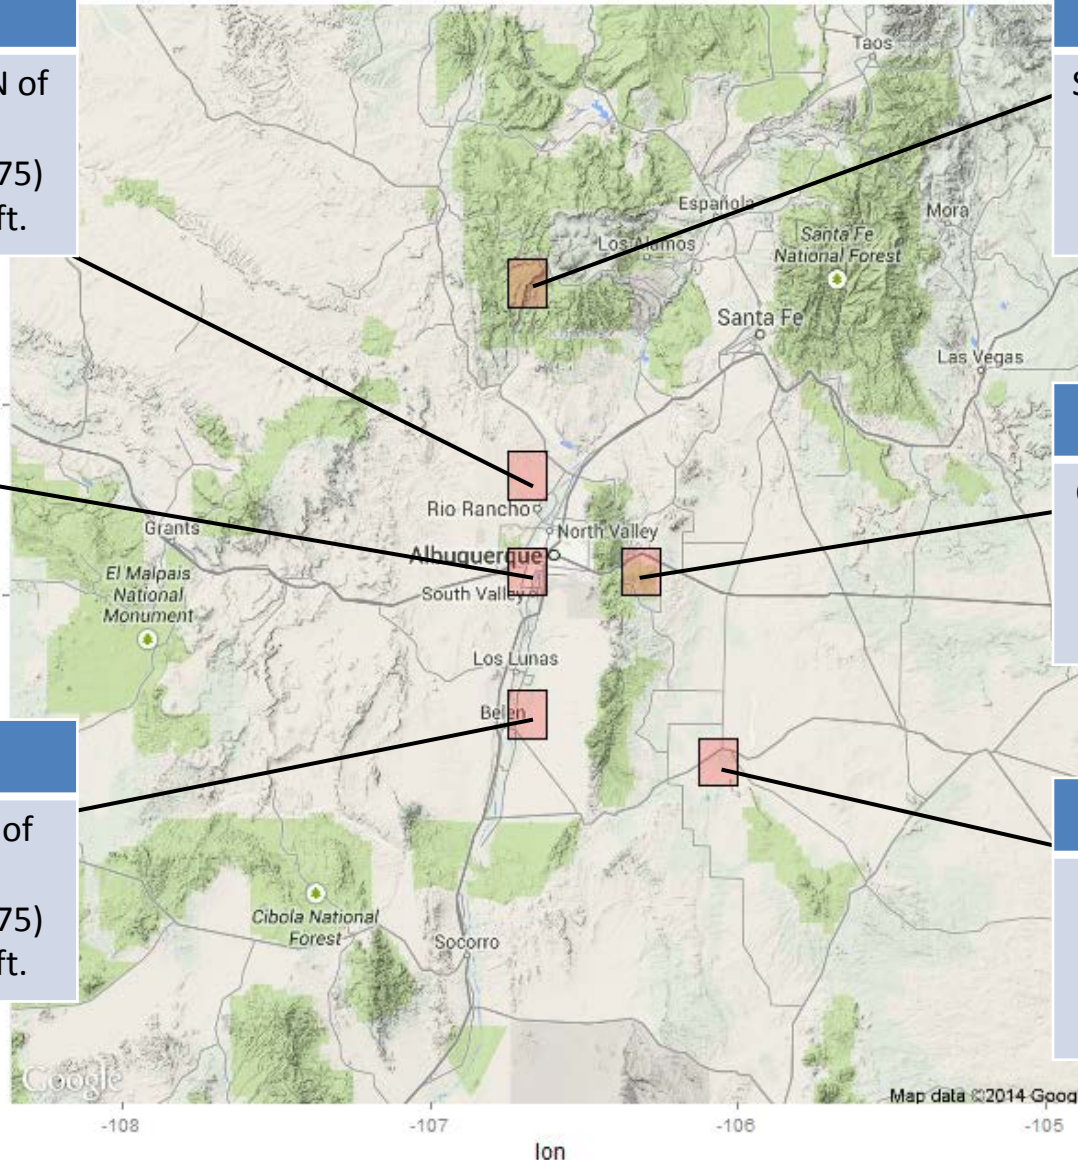 N of
75)
ft.
S
Taos
Española
Mora
Los Alamos
Santa Fe
National Forest
Santa Fe
Las Vegas
Rio Rancho
Grants
North Valley
Albuquerque
El Malpais
National
Monument
South Valley
Los Lunas
Belen
of
75)
ft.
Cibola National
Forest
Socorro
Google
Map data ©2014 Goog
-108
-107
-106
-105
lon